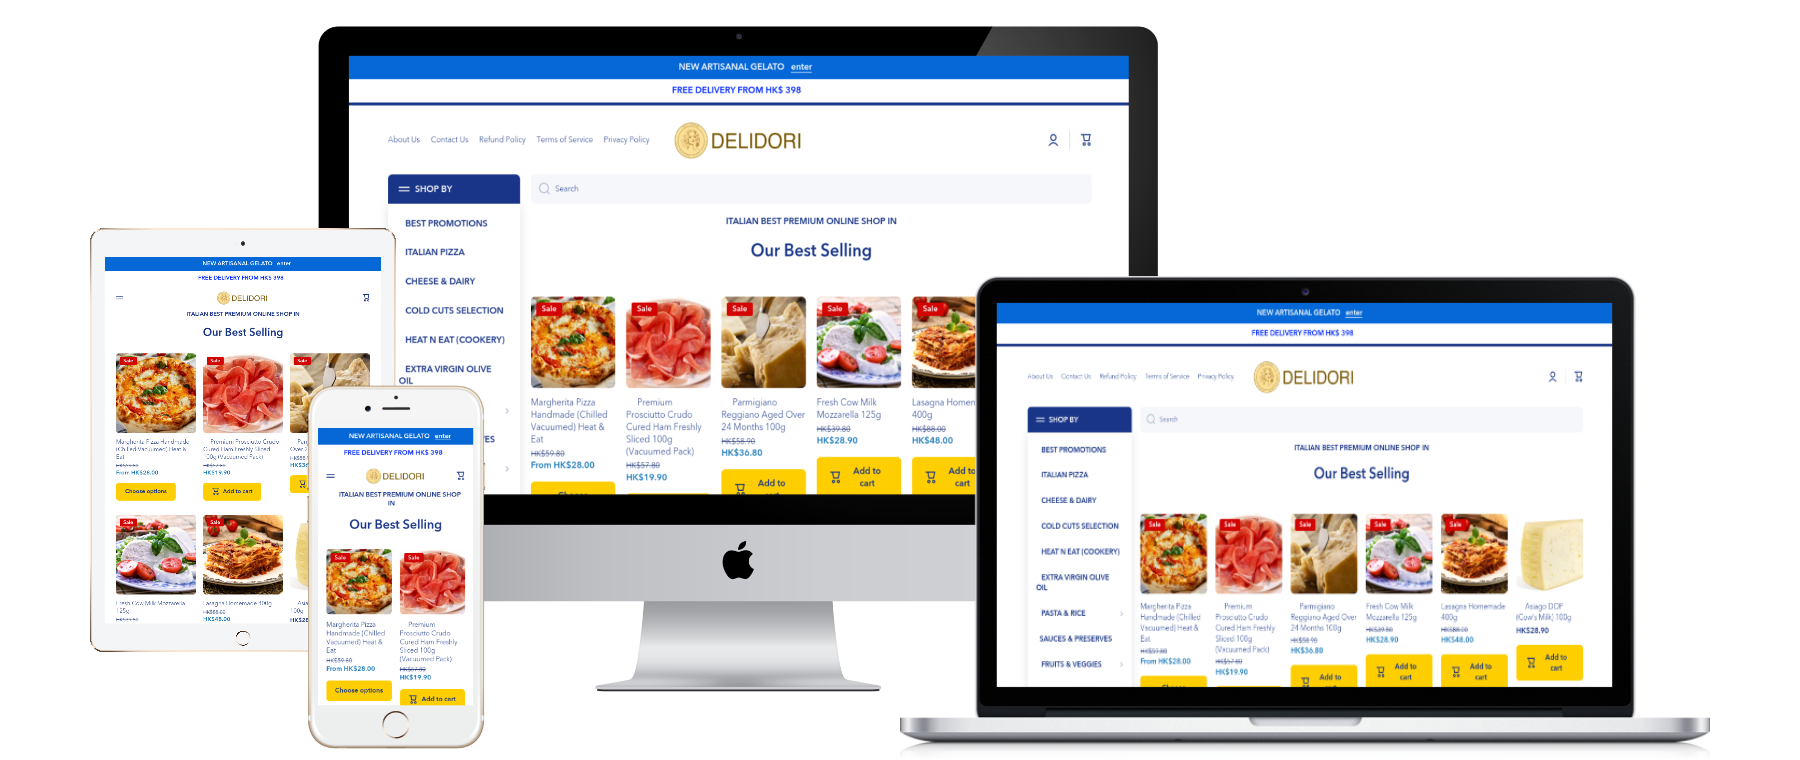 NEW ARTISANAL GELATO enter
FREE DELIVERY FROM HK$ 398
About Us Contact Us Refund Policy Terms of Service Privacy Policy
DELIDORI
SHOP BY
Search
BEST PROMOTIONS
ITALIAN PIZZA
CHEESE & DAIRY
COLD CUTS SELECTION
HEAT N EAT (COOKERY)
EXTRA VIRGIN OLIVE
OIL
ITALIAN BEST PREMIUM ONLINE SHOP IN
Our Best Selling
Sale
Sale
Sale
Sale
Sale
Margherita Pizza
Handmade (Chilled
Vacuumed) Heat &
Eat
HK$59.80
From HK$28.00
Premium
Prosciutto Crudo
Cured Ham Freshly
Sliced 100g
(Vacuumed Pack)
HK$57.80
HK$19.90
Parmigiano
Reggiano Aged Over
24 Months 100g
HK$58.90
HK$36.80
Add to
Fresh Cow Milk
Mozzarella 125g
HK$39.80
HK$28.90
Add to
cart
Lasagna Homem
400g
HK$88.00
HK$48.00
Add to
cart
NEW ARTISANAL GELATO enter
FREE DELIVERY FROM HK$ 398
DELIDORI
ITALIAN BEST PREMIUM ONLINE SHOP IN
Our Best Selling
Sale
Sale
Sale
Margherita Pizza Handmade
(Chilled Vacuumed) Heat &
Eat
HK$59.80
From HK$28.00
Choose options
Premium Prosciutto Crudo
Cured Ham Freshly Sliced
100g (Vacuumed Pack)
HK$57.80
HK$19.90
Add to cart
Sale
Sale
Fresh Cow Milk Mozzarella
125g
HK$39.80
Lasagna Homemade 400g
HK$88.00
HK$48.00
100g
NEW ARTISANAL GELATO enter
FREE DELIVERY FROM HK$ 398
DELIDORI
ITALIAN BEST PREMIUM ONLINE SHOP
IN
Our Best Selling
Sale
Sale
Margherita Pizza
Handmade (Chilled
Vacuumed) Heat &
Eat
HK$59.80
From HK$28.00
Choose options
Premium
Prosciutto Crudo
Cured Ham Freshly
Sliced 100g
(Vacuumed Pack)
HK$57.80
HK$19.90
Add to cart
NEW ARTISANAL GELATO enter
FREE DELIVERY FROM HK$ 398
About Us Contact Us Refund Policy Terms of Service Privacy Policy
DELIDORI
SHOP BY
Search
BEST PROMOTIONS
ITALIAN PIZZA
CHEESE & DAIRY
COLD CUTS SELECTION
HEAT N EAT (COOKERY)
EXTRA VIRGIN OLIVE
OIL
PASTA & RICE
SAUCES & PRESERVES
FRUITS & VEGGIES
ITALIAN BEST PREMIUM ONLINE SHOP IN
Our Best Selling
Sale
Sale
Sale
Sale
Sale
Margherita Pizza
Handmade (Chilled
Vacuumed) Heat &
Eat
HK$59.80
From HK$28.00
Premium
Prosciutto Crudo
Cured Ham Freshly
Sliced 100g
(Vacuumed Pack)
HK$57.80
HK$19.90
Parmigiano
Reggiano Aged Over
24 Months 100g
HK$58.90
HK$36.80
Add to
Fresh Cow Milk
Mozzarella 125g
HK$39.80
HK$28.90
Add to
cart
Lasagna Homemade
400g
HK$88.00
HK$48.00
Add to
cart
Asiago DOP
(Cow's Milk) 100g
HK$28.90
Add to
cart